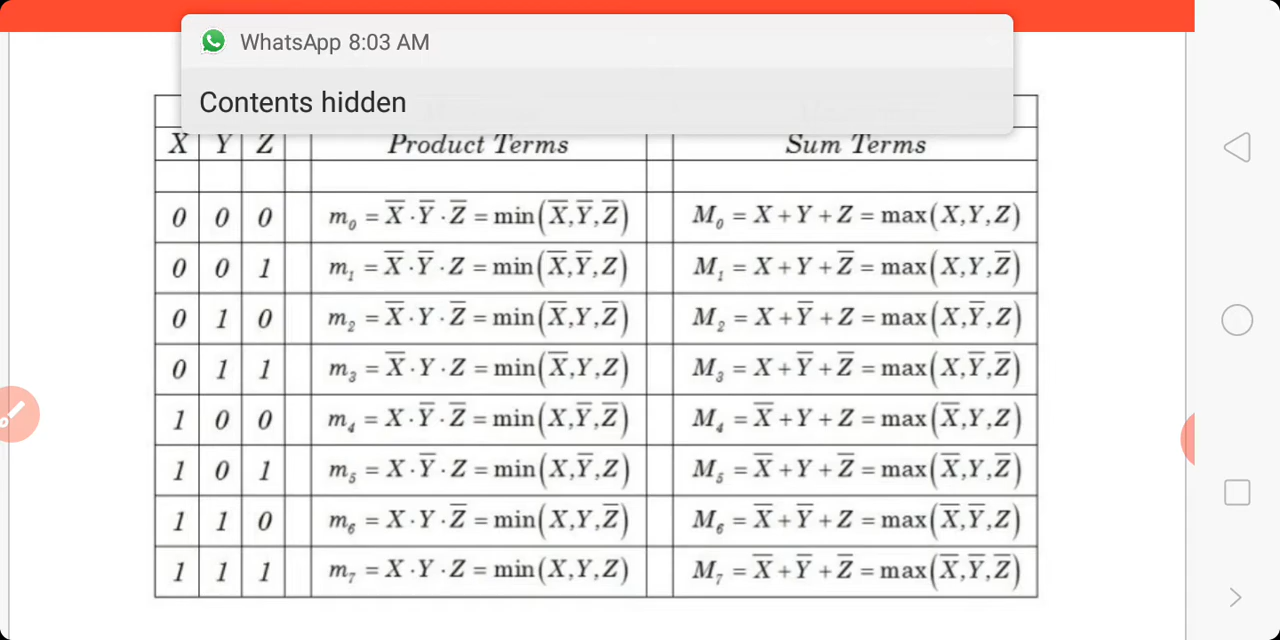 WhatsApp 8:03 AM
Contents hidden
X Y Z Product Terms Sum Terms
0 0 0 m₀ = X̅ · Y̅ · Z̅ = min(X̅,Y̅,Z̅) M₀ = X + Y + Z = max(X,Y,Z)
0 0 1 m₁ = X̅ · Y̅ · Z = min(X̅,Y̅,Z) M₁ = X + Y + Z̅ = max(X,Y,Z̅)
0 1 0 m₂ = X̅ · Y · Z̅ = min(X̅,Y,Z̅) M₂ = X + Y̅ + Z = max(X,Y̅,Z)
0 1 1 m₃ = X̅ · Y · Z = min(X̅,Y,Z) M₃ = X + Y̅ + Z̅ = max(X,Y̅,Z̅)
1 0 0 m₄ = X · Y̅ · Z̅ = min(X,Y̅,Z̅) M₄ = X̅ + Y + Z = max(X̅,Y,Z)
1 0 1 m₅ = X · Y̅ · Z = min(X,Y̅,Z) M₅ = X̅ + Y + Z̅ = max(X̅,Y,Z̅)
1 1 0 m₆ = X · Y · Z̅ = min(X,Y,Z̅) M₆ = X̅ + Y̅ + Z = max(X̅,Y̅,Z)
1 1 1 m₇ = X · Y · Z = min(X,Y,Z) M₇ = X̅ + Y̅ + Z̅ = max(X̅,Y̅,Z̅)